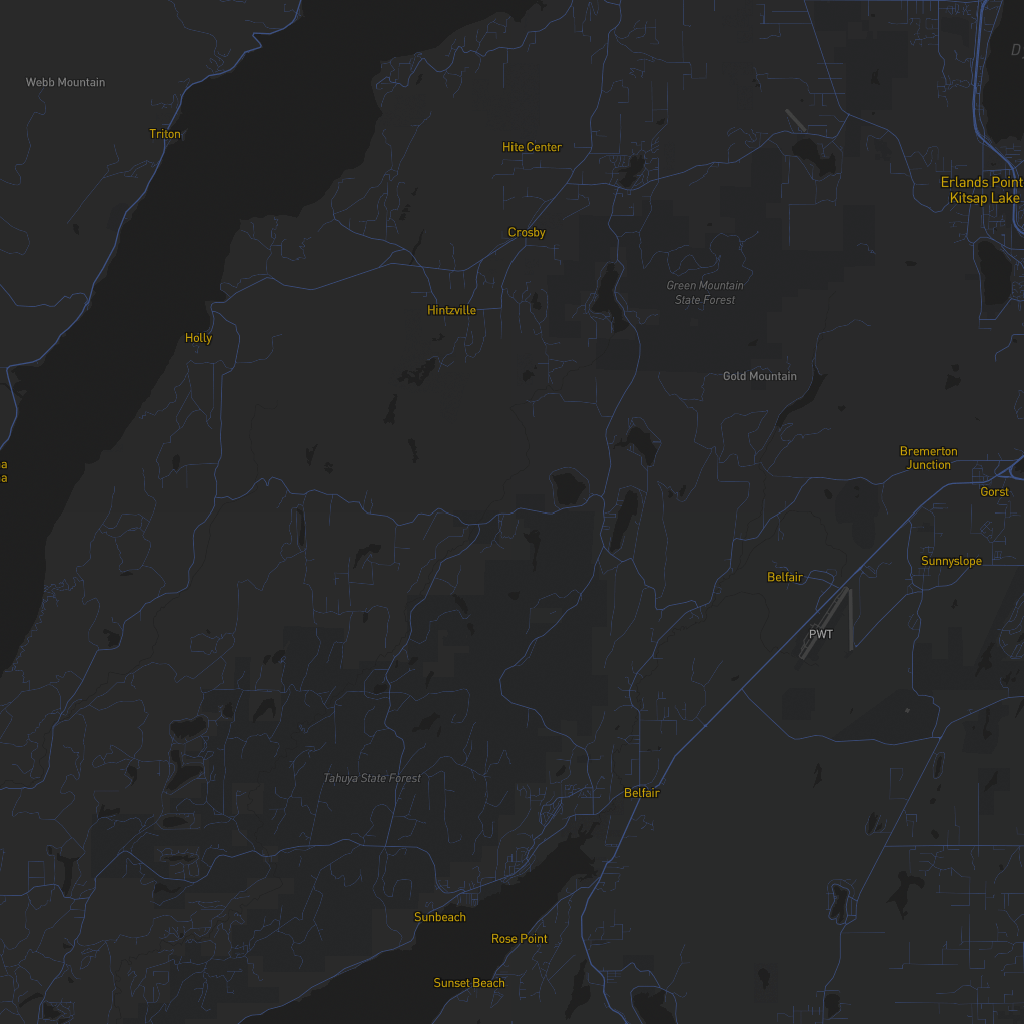 D
Webb Mountain
Triton
Hite Center
Erlands Point
Kitsap Lake
Crosby
Green Mountain
State Forest
Hintzville
Holly
Gold Mountain
Bremerton
Junction
a
a
Gorst
Sunnyslope
Belfair
PWT
Tahuya State Forest
Belfair
Sunbeach
Rose Point
Sunset Beach